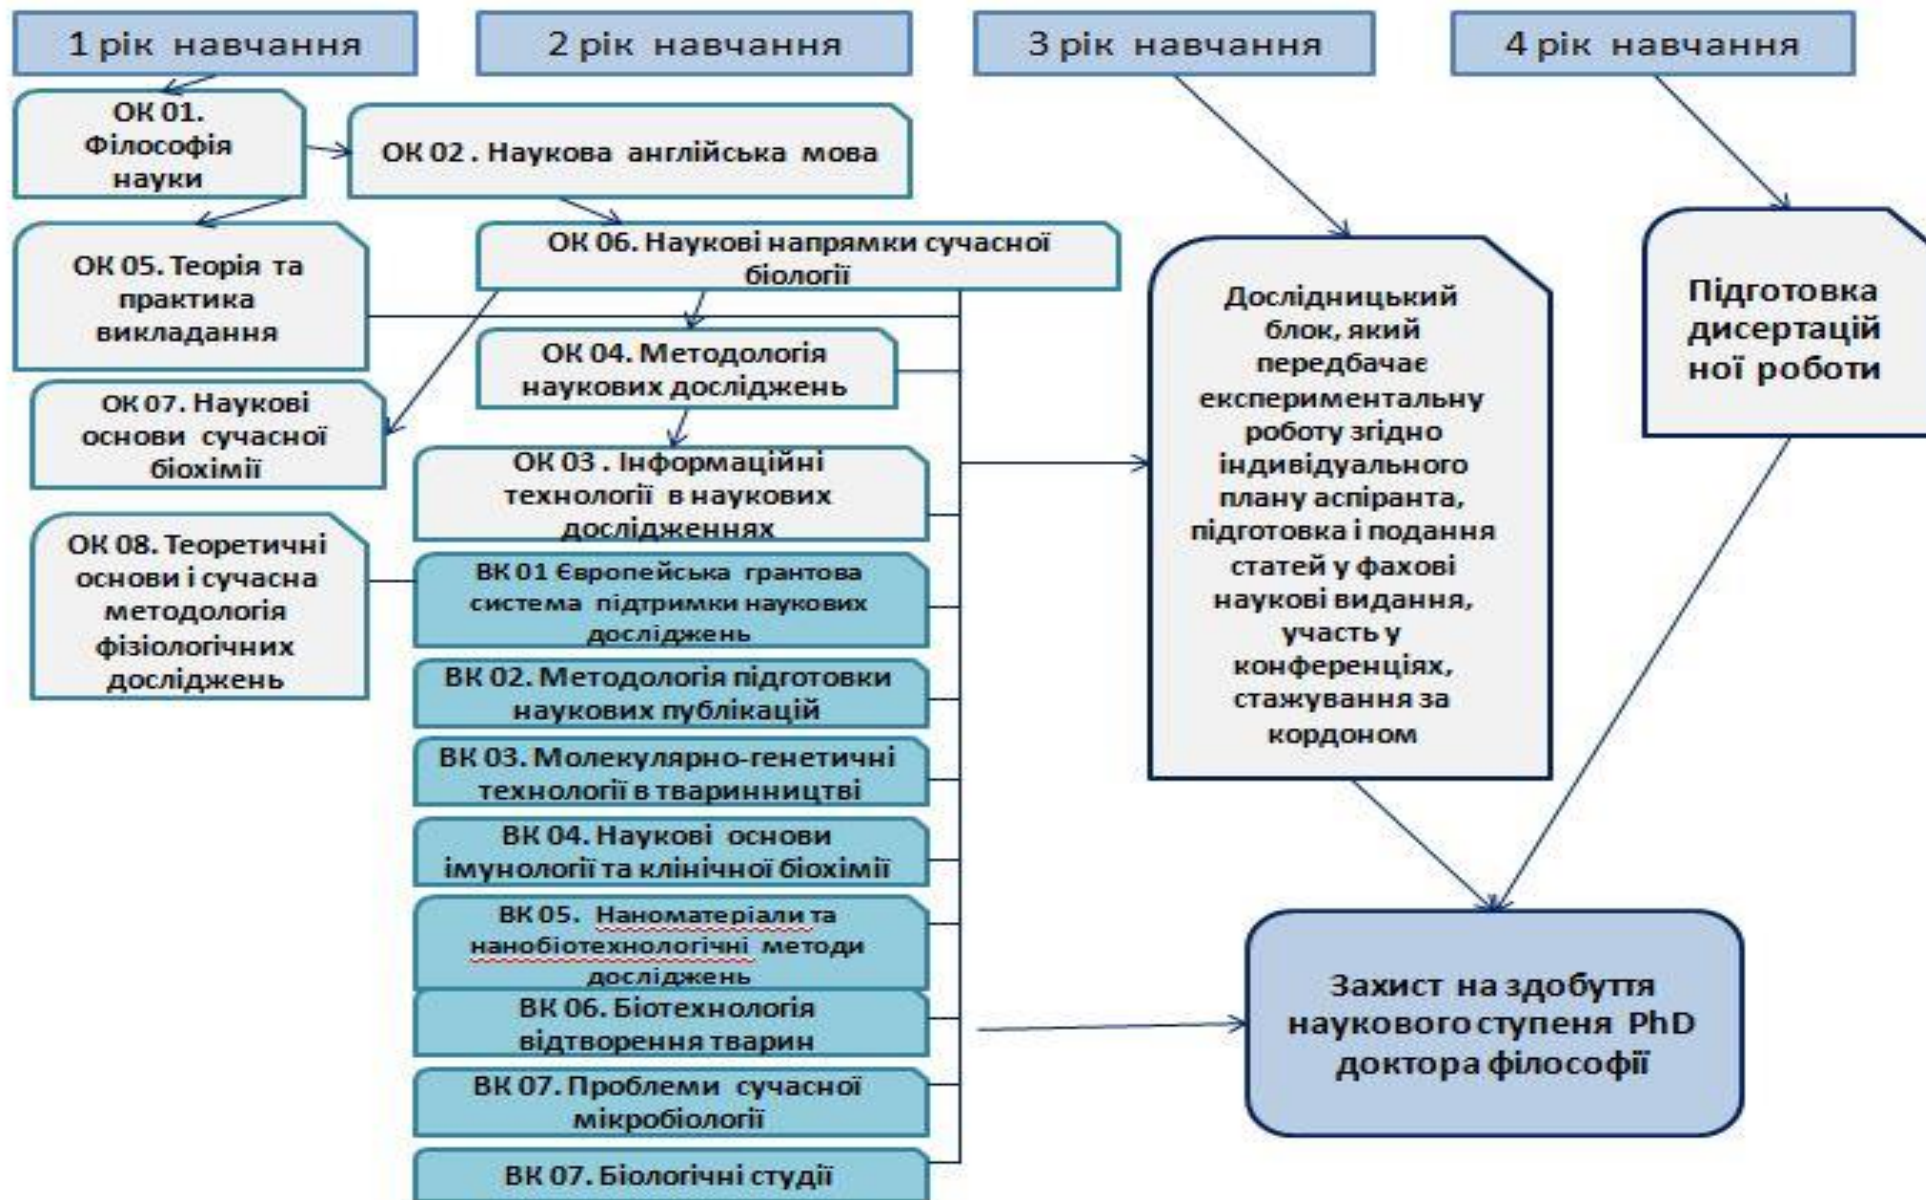 1 рік навчання
2 рік навчання
3 рік навчання
4 рік навчання
ОК 01.
Філософія
науки
ОК 02 . Наукова англійська мова
ОК 05. Теорія та
практика
викладання
ОК 06. Наукові напрямки сучасної
біології
ОК 04. Методологія
наукових досліджень
ОК 07. Наукові
основи сучасної
біохімії
ОК 03 . Інформаційні
технології в наукових
дослідженнях
ОК 08. Теоретичні
основи і сучасна
методологія
фізіологічних
досліджень
ВК 01 Європейська грантова
система підтримки наукових
досліджень
ВК 02. Методологія підготовки
наукових публікацій
ВК 03. Молекулярно-генетичні
технології в тваринництві
ВК 04. Наукові основи
імунології та клінічної біохімії
ВК 05. Наноматеріали та
нанобіотехнологічні методи
досліджень
ВК 06. Біотехнологія
відтворення тварин
ВК 07. Проблеми сучасної
мікробіології
ВК 07. Біологічні студії
Дослідницький
блок, який
передбачає
експериментальну
роботу згідно
індивідуального
плану аспіранта,
підготовка і подання
статей у фахові
наукові видання,
участь у
конференціях,
стажування за
кордоном
Підготовка
дисертацій
ної роботи
Захист на здобуття
наукового ступеня PhD
доктора філософії